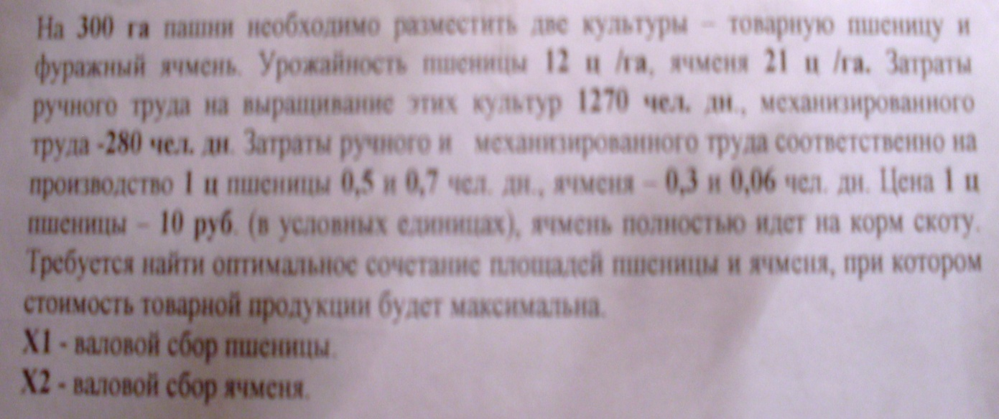 На 300 га пашни необходимо разместить две культуры – товарную пшеницу и
фуражный ячмень. Урожайность пшеницы 12 ц /га, ячменя 21 ц /га. Затраты
ручного труда на выращивание этих культур 1270 чел. дн., механизированного
труда -280 чел. дн. Затраты ручного и механизированного труда соответственно на
производство 1 ц пшеницы 0,5 и 0,7 чел. дн., ячменя – 0,3 и 0,06 чел. дн. Цена 1 ц
пшеницы – 10 руб. (в условных единицах), ячмень полностью идет на корм скоту.
Требуется найти оптимальное сочетание площадей пшеницы и ячменя, при котором
стоимость товарной продукции будет максимальна.
X1 - валовой сбор пшеницы.
X2 - валовой сбор ячменя.